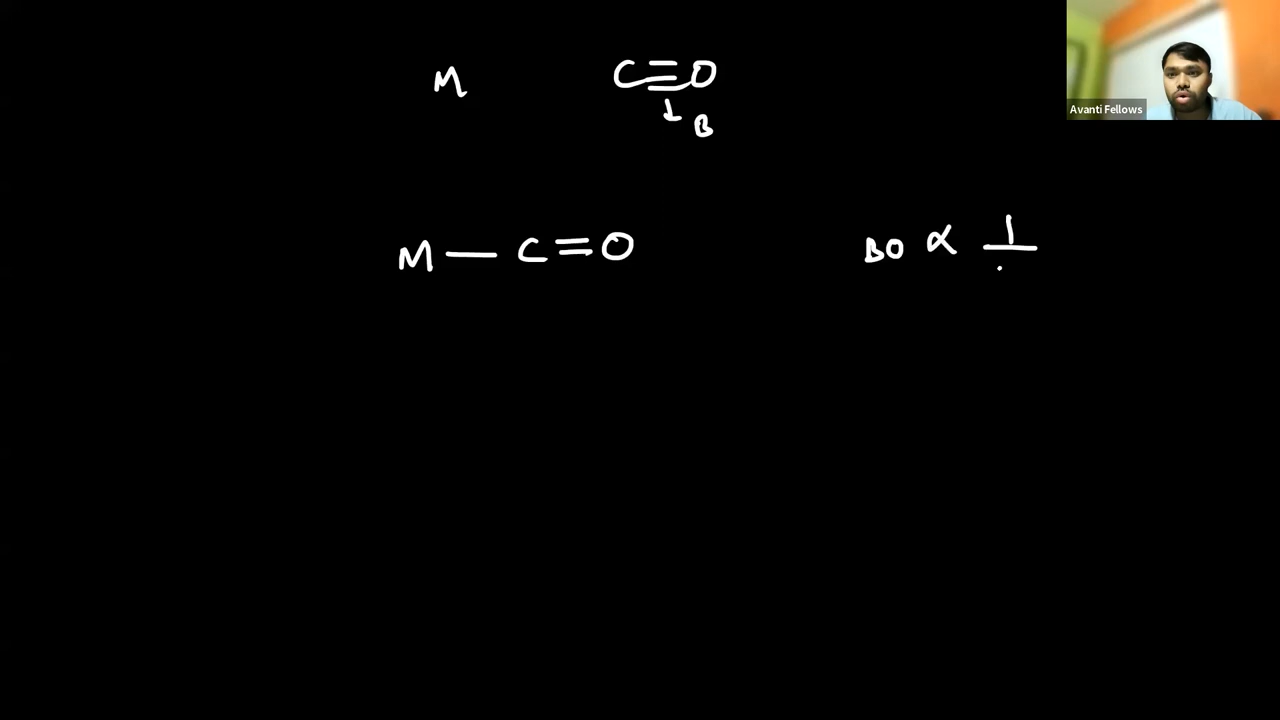 M C≡O
↓ B
Avanti Fellows
M — C=O BO ∝ 1/